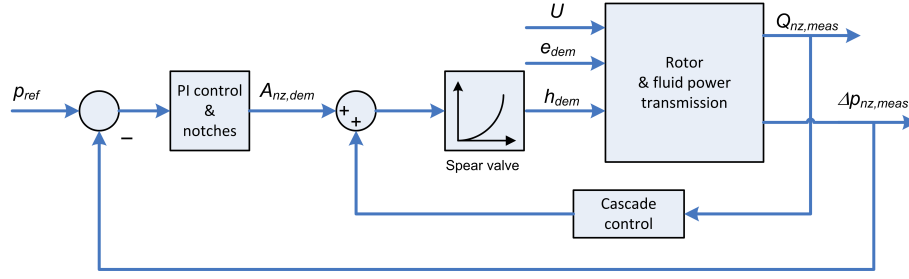 U
Q_nz,meas
e_dem
Rotor
& fluid power
transmission
p_ref
PI control
&
notches
A_nz,dem
h_dem
Δp_nz,meas
+
+
−
Spear valve
Cascade
control